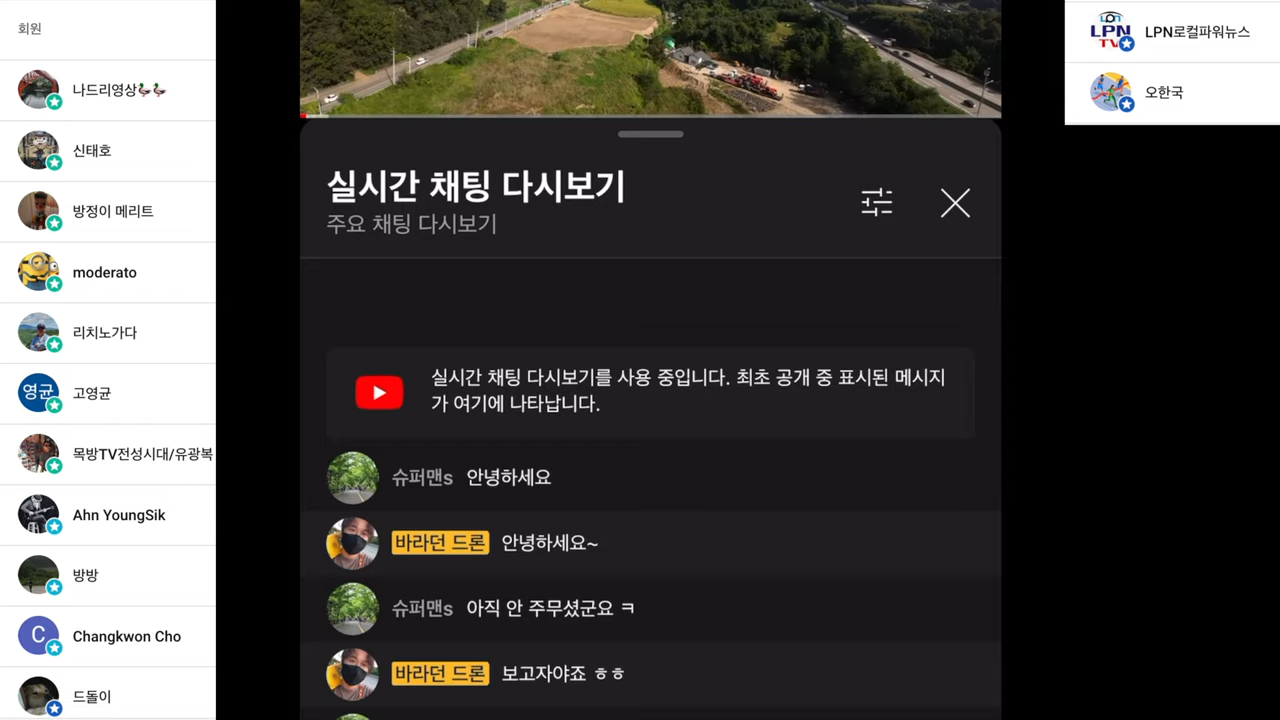 회원
나드리영상
신태호
방정이 메리트
moderato
리치노가다
영균
고영균
목방TV전성시대/유광복
Ahn YoungSik
방방
C
Changkwon Cho
드돌이
실시간 채팅 다시보기
주요 채팅 다시보기
실시간 채팅 다시보기를 사용 중입니다. 최초 공개 중 표시된 메시지
가 여기에 나타납니다.
슈퍼맨s 안녕하세요
바라던 드론 안녕하세요~
슈퍼맨s 아직 안 주무셨군요 ㅋ
바라던 드론 보고자야죠 ㅎㅎ
LPN
TV
LPN로컬파워뉴스
오한국